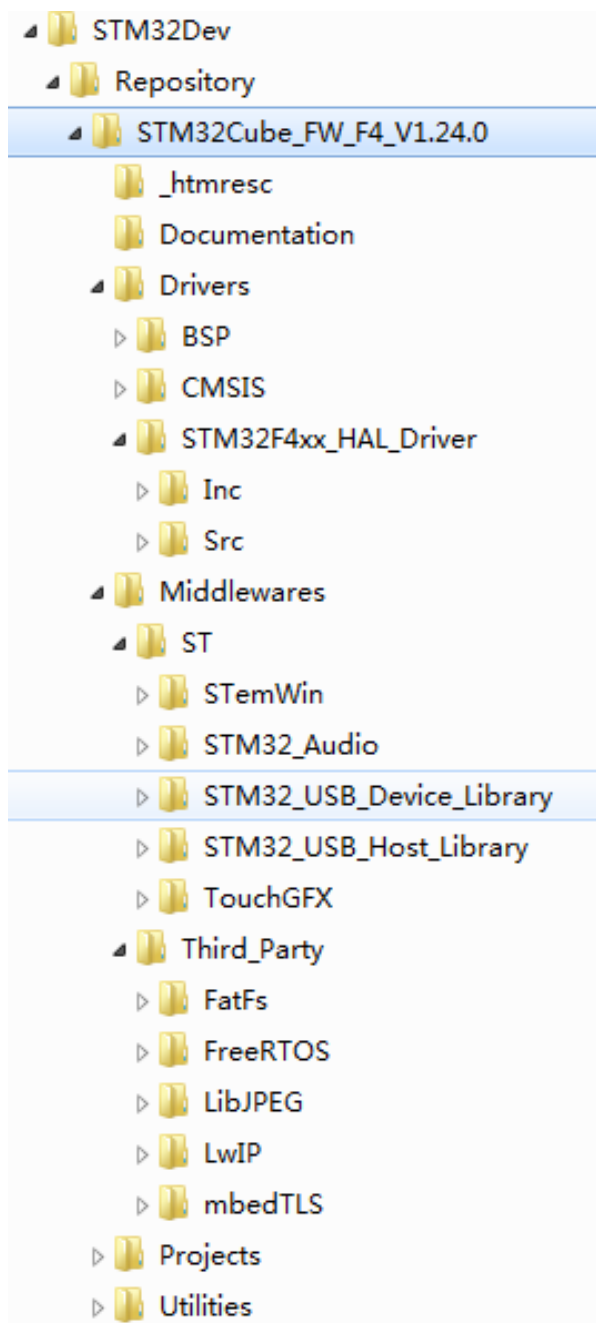 STM32Dev
Repository
STM32Cube_FW_F4_V1.24.0
_htmresc
Documentation
Drivers
BSP
CMSIS
STM32F4xx_HAL_Driver
Inc
Src
Middlewares
ST
STemWin
STM32_Audio
STM32_USB_Device_Library
STM32_USB_Host_Library
TouchGFX
Third_Party
FatFs
FreeRTOS
LibJPEG
LwIP
mbedTLS
Projects
Utilities